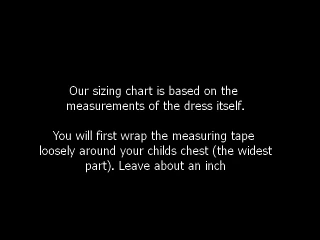 Our sizing chart is based on the
measurements of the dress itself.
You will first wrap the measuring tape
loosely around your childs chest (the widest
part). Leave about an inch